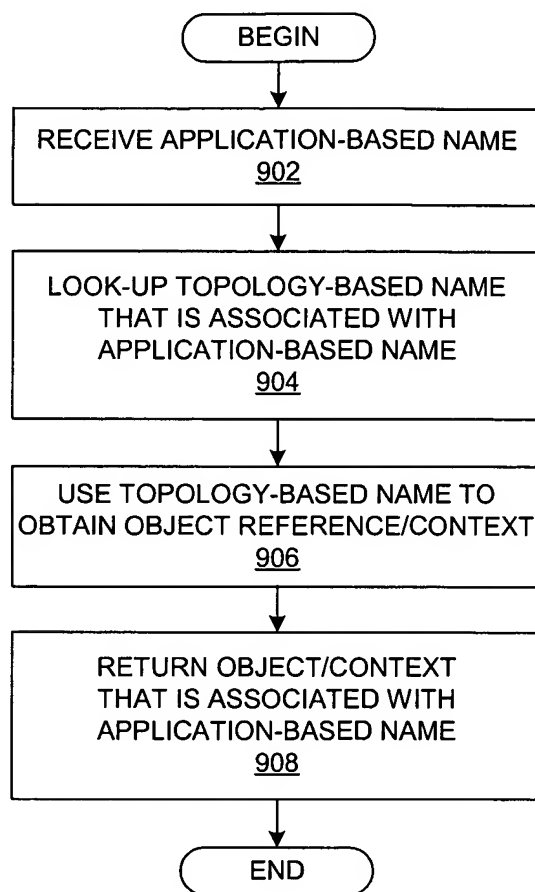 BEGIN
RECEIVE APPLICATION-BASED NAME
902
LOOK-UP TOPOLOGY-BASED NAME
THAT IS ASSOCIATED WITH
APPLICATION-BASED NAME
904
USE TOPOLOGY-BASED NAME TO
OBTAIN OBJECT REFERENCE/CONTEXT
906
RETURN OBJECT/CONTEXT
THAT IS ASSOCIATED WITH
APPLICATION-BASED NAME
908
END